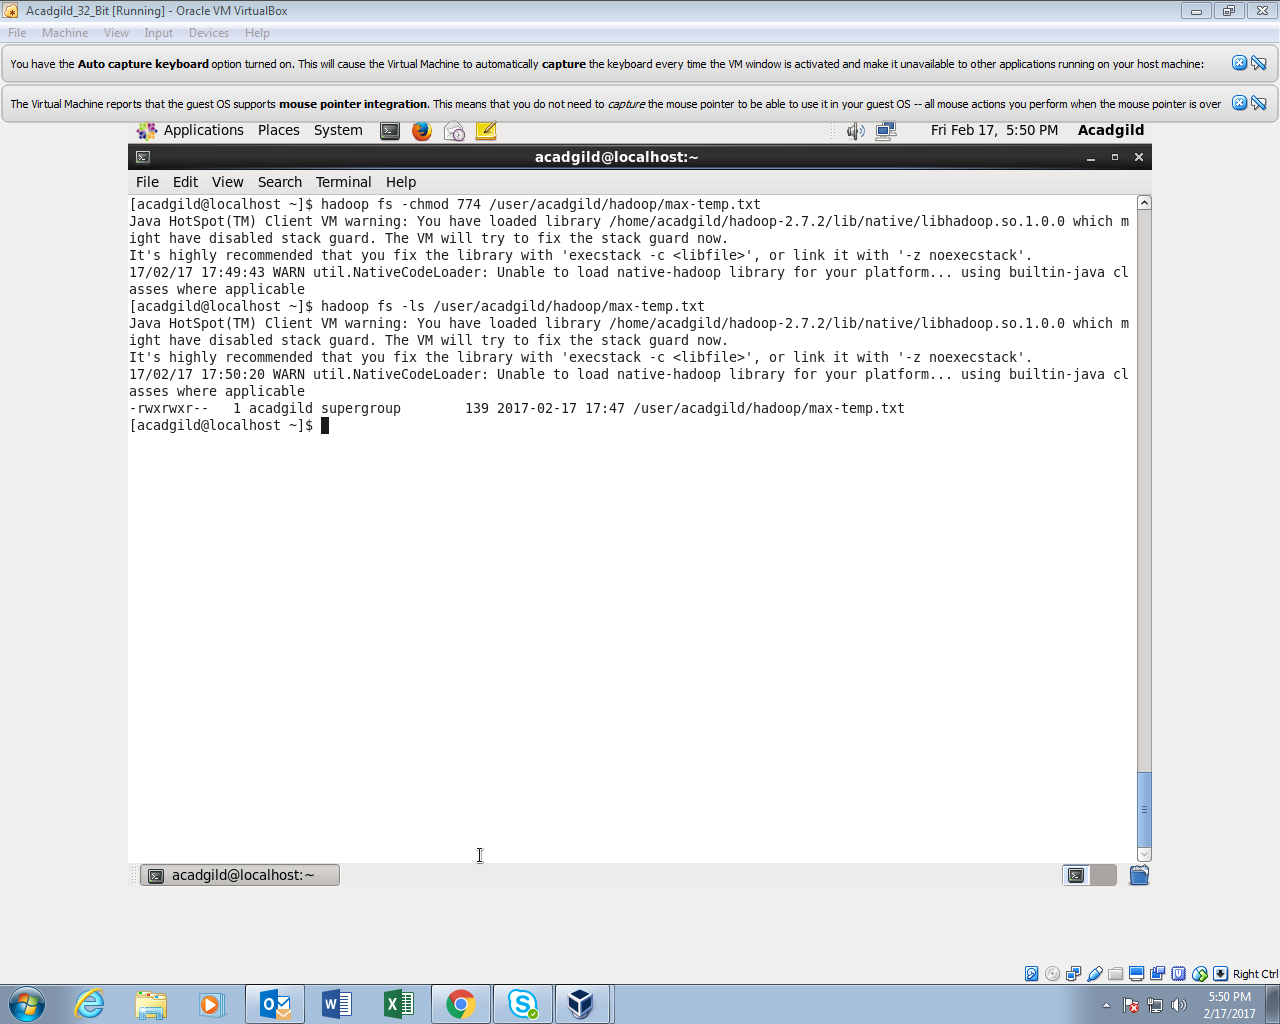 Acadgild_32_Bit [Running] - Oracle VM VirtualBox
File Machine View Input Devices Help
You have the Auto capture keyboard option turned on. This will cause the Virtual Machine to automatically capture the keyboard every time the VM window is activated and make it unavailable to other applications running on your host machine:
The Virtual Machine reports that the guest OS supports mouse pointer integration. This means that you do not need to capture the mouse pointer to be able to use it in your guest OS -- all mouse actions you perform when the mouse pointer is over
Applications Places System Fri Feb 17, 5:50 PM Acadgild
acadgild@localhost:~
File Edit View Search Terminal Help
[acadgild@localhost ~]$ hadoop fs -chmod 774 /user/acadgild/hadoop/max-temp.txt
Java HotSpot(TM) Client VM warning: You have loaded library /home/acadgild/hadoop-2.7.2/lib/native/libhadoop.so.1.0.0 which m
ight have disabled stack guard. The VM will try to fix the stack guard now.
It's highly recommended that you fix the library with 'execstack -c <libfile>', or link it with '-z noexecstack'.
17/02/17 17:49:43 WARN util.NativeCodeLoader: Unable to load native-hadoop library for your platform... using builtin-java cl
asses where applicable
[acadgild@localhost ~]$ hadoop fs -ls /user/acadgild/hadoop/max-temp.txt
Java HotSpot(TM) Client VM warning: You have loaded library /home/acadgild/hadoop-2.7.2/lib/native/libhadoop.so.1.0.0 which m
ight have disabled stack guard. The VM will try to fix the stack guard now.
It's highly recommended that you fix the library with 'execstack -c <libfile>', or link it with '-z noexecstack'.
17/02/17 17:50:20 WARN util.NativeCodeLoader: Unable to load native-hadoop library for your platform... using builtin-java cl
asses where applicable
-rwxrwxr--   1 acadgild supergroup        139 2017-02-17 17:47 /user/acadgild/hadoop/max-temp.txt
[acadgild@localhost ~]$
acadgild@localhost:~
Right Ctrl
5:50 PM
2/17/2017